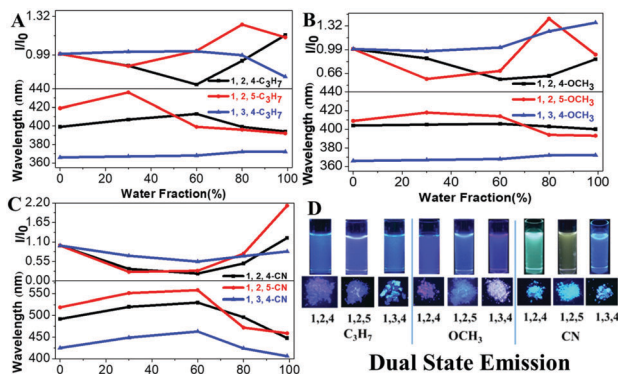 A
I/I₀
1.32
0.99
1, 2, 4-C₃H₇
1, 2, 5-C₃H₇
1, 3, 4-C₃H₇
Wavelength(nm)
440
420
400
380
360
0 20 40 60 80 100
Water Fraction(%)
B
I/I₀
1.32
0.99
0.66
1, 2, 4-OCH₃
1, 2, 5-OCH₃
1, 3, 4-OCH₃
Wavelength(nm)
440
420
400
380
360
0 20 40 60 80 100
Water Fraction(%)
C
I/I₀
2.20
1.65
1.10
0.55
0.00
1, 2, 4-CN
1, 2, 5-CN
1, 3, 4-CN
Wavelength(nm)
550
500
450
400
0 20 40 60 80 100
Water Fraction(%)
D
1,2,4 1,2,5 1,3,4 1,2,4 1,2,5 1,3,4 1,2,4 1,2,5 1,3,4
C₃H₇ OCH₃ CN
Dual State Emission